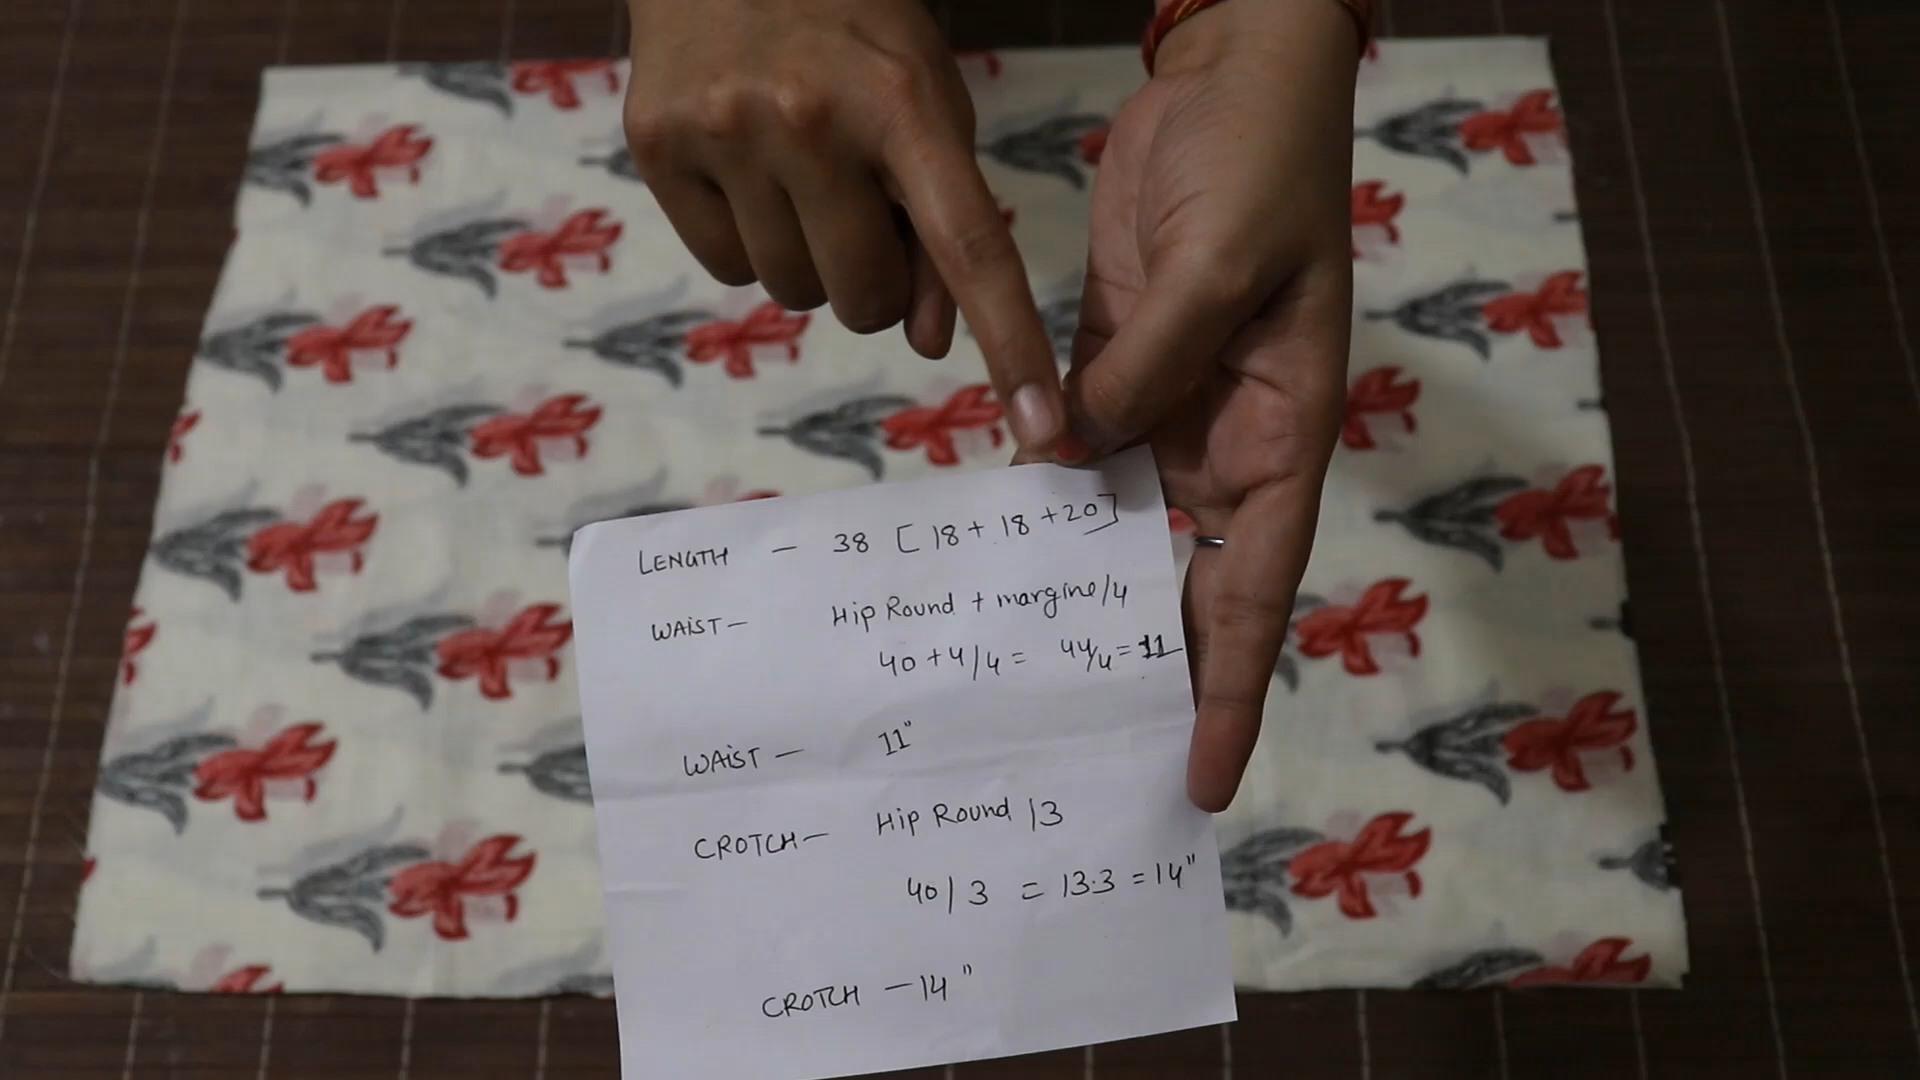 LENGTH — 38 [18 + 18 + 20]
WAIST — Hip Round + margine/4
40 + 4/4 = 44/4 = 11
WAIST — 11"
CROTCH — Hip Round /3
40/3 = 13.3 = 14"
CROTCH — 14"